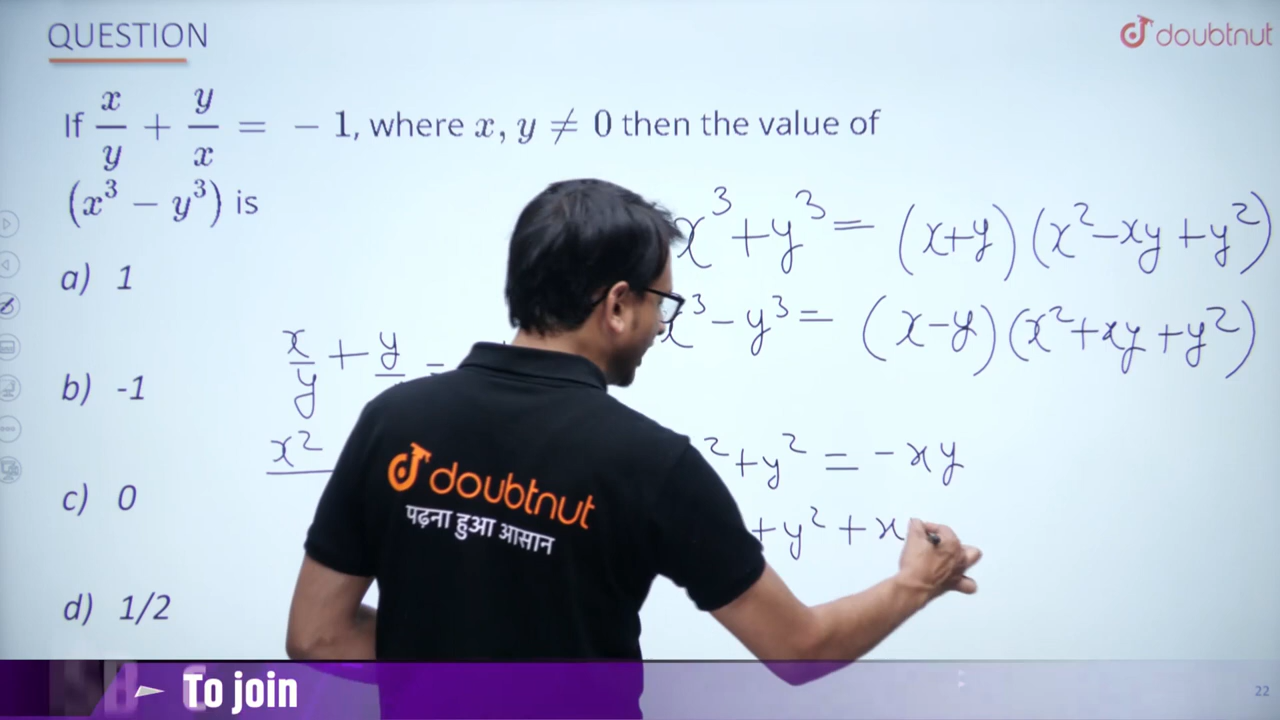 QUESTION
doubtnut
If x/y + y/x = - 1, where x, y ≠ 0 then the value of
(x³ − y³) is
a) 1
b) -1
c) 0
d) 1/2
x³ + y³ = (x+y)(x²−xy+y²)
x³ − y³ = (x−y)(x²+xy+y²)
x/y + y/ =
x²
² + y² = −xy
+ y² + x
doubtnut
पढ़ना हुआ आसान
To join
22